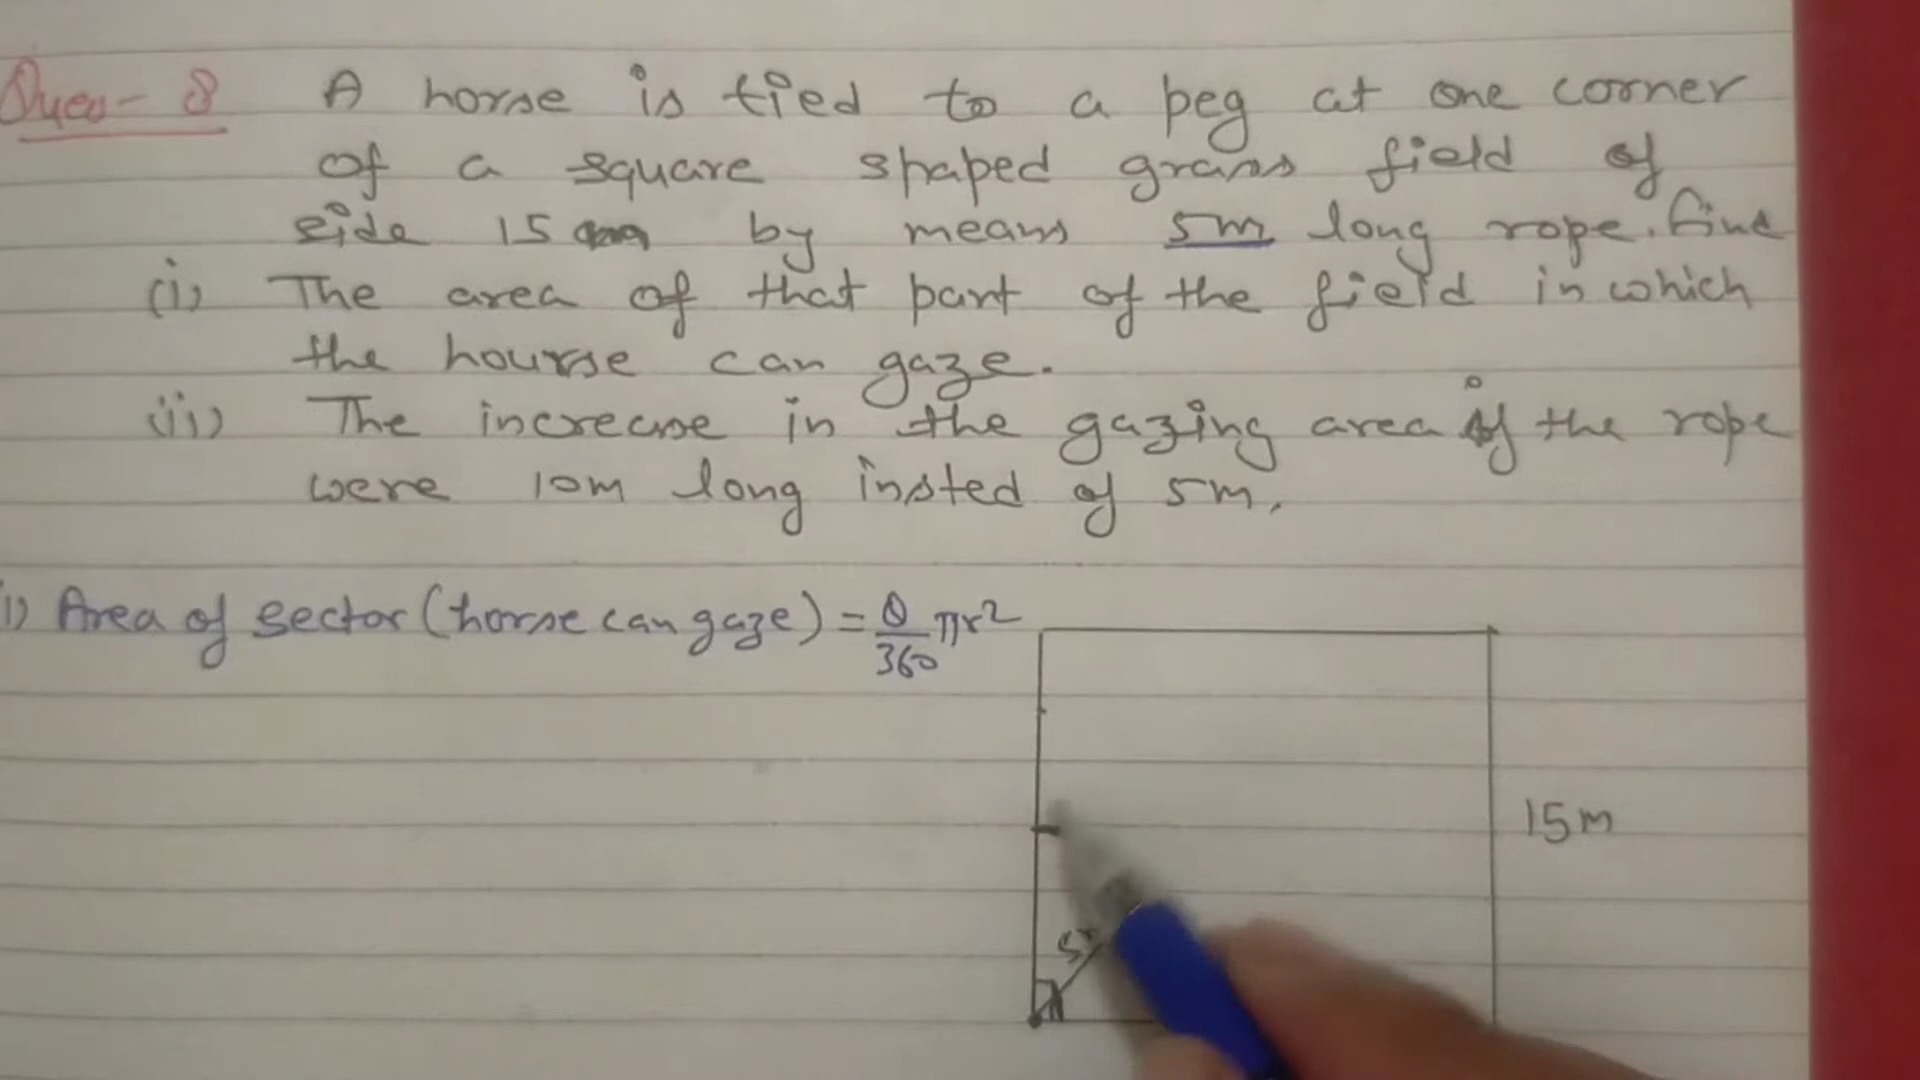 Ques- 8 A horse is tied to a peg at one corner
of a square shaped grass field of
side 15 by means 5m long rope. find
(i) The area of that part of the field in which
the hourse can gaze.
(ii) The increase in the gazing area if the rope
were 10m long insted of 5m.
i) Area of sector (horse can gaze) = θ/360 πr²
15m